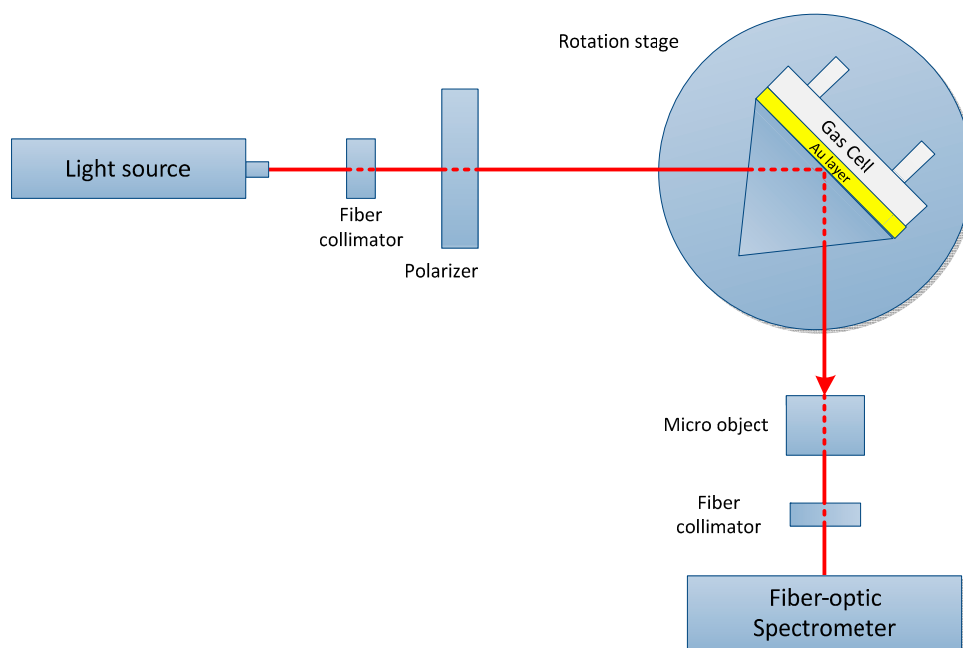 Rotation stage
Gas Cell
Au layer
Light source
Fiber
collimator
Polarizer
Micro object
Fiber
collimator
Fiber-optic
Spectrometer